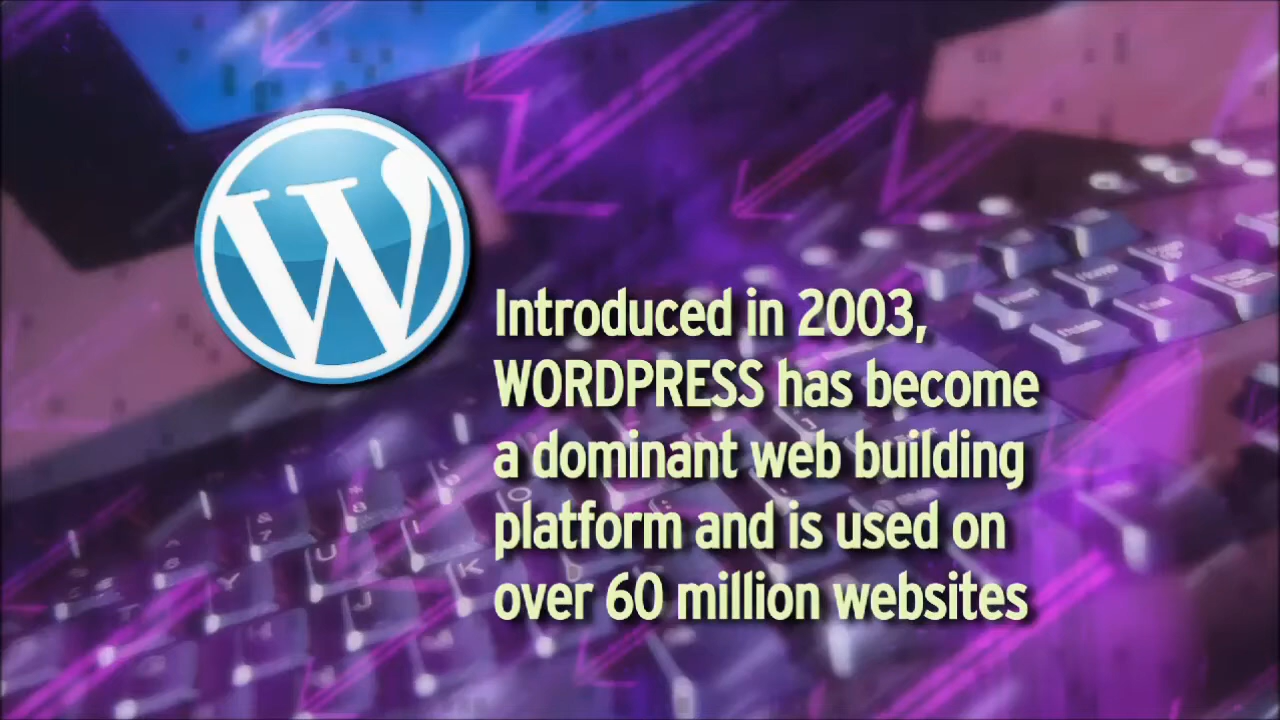 Introduced in 2003,
WORDPRESS has become
a dominant web building
platform and is used on
over 60 million websites